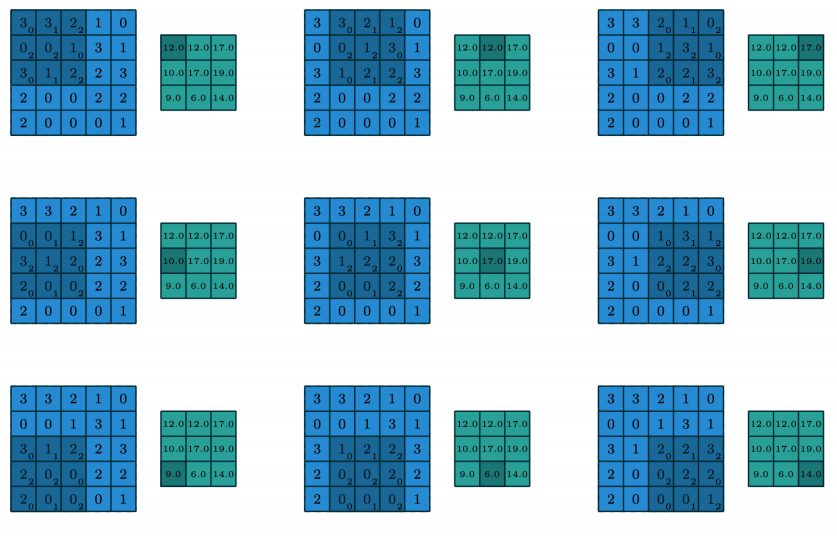 3₀ 3₁ 2₂ 1 0
0₂ 0₂ 1₀ 3 1
3₀ 1₁ 2₂ 2 3
2 0 0 2 2
2 0 0 0 1
12.0 12.0 17.0
10.0 17.0 19.0
9.0 6.0 14.0
3 3₀ 2₁ 1₂ 0
0 0₂ 1₂ 3₀ 1
3 1₀ 2₁ 2₂ 3
2 0 0 2 2
2 0 0 0 1
12.0 12.0 17.0
10.0 17.0 19.0
9.0 6.0 14.0
3 3 2₀ 1₁ 0₂
0 0 1₂ 3₂ 1₀
3 1 2₀ 2₁ 3₂
2 0 0 2 2
2 0 0 0 1
12.0 12.0 17.0
10.0 17.0 19.0
9.0 6.0 14.0
3 3 2 1 0
0₀ 0₁ 1₂ 3 1
3₂ 1₂ 2₀ 2 3
2₀ 0₁ 0₂ 2 2
2 0 0 0 1
12.0 12.0 17.0
10.0 17.0 19.0
9.0 6.0 14.0
3 3 2 1 0
0 0₀ 1₁ 3₂ 1
3 1₂ 2₂ 2₀ 3
2 0₀ 0₁ 2₂ 2
2 0 0 0 1
12.0 12.0 17.0
10.0 17.0 19.0
9.0 6.0 14.0
3 3 2 1 0
0 0 1₀ 3₁ 1₂
3 1 2₂ 2₂ 3₀
2 0 0₀ 2₁ 2₂
2 0 0 0 1
12.0 12.0 17.0
10.0 17.0 19.0
9.0 6.0 14.0
3 3 2 1 0
0 0 1 3 1
3₀ 1₁ 2₂ 2 3
2₂ 0₂ 0₀ 2 2
2₀ 0₁ 0₂ 0 1
12.0 12.0 17.0
10.0 17.0 19.0
9.0 6.0 14.0
3 3 2 1 0
0 0 1 3 1
3 1₀ 2₁ 2₂ 3
2 0₂ 0₂ 2₀ 2
2 0₀ 0₁ 0₂ 1
12.0 12.0 17.0
10.0 17.0 19.0
9.0 6.0 14.0
3 3 2 1 0
0 0 1 3 1
3 1 2₀ 2₁ 3₂
2 0 0₂ 2₂ 2₀
2 0 0₀ 0₁ 1₂
12.0 12.0 17.0
10.0 17.0 19.0
9.0 6.0 14.0